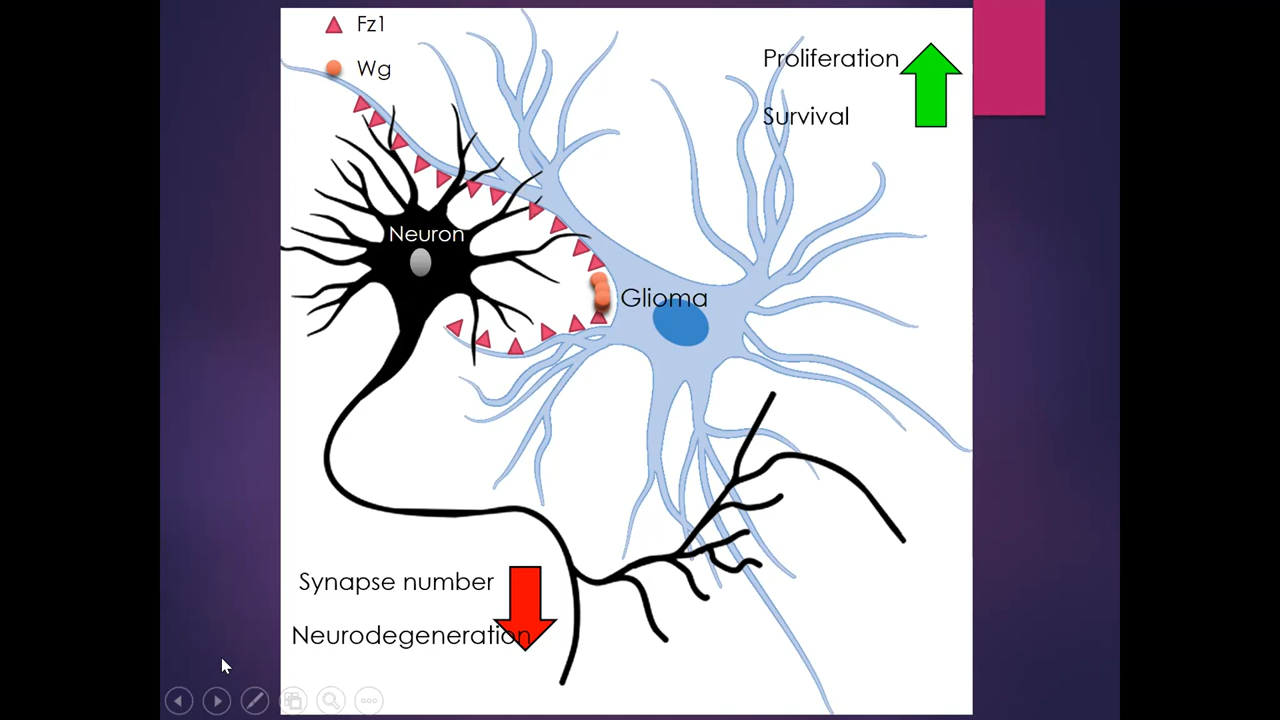 Fz1
Wg
Proliferation
Survival
Neuron
Glioma
Synapse number
Neurodegeneration